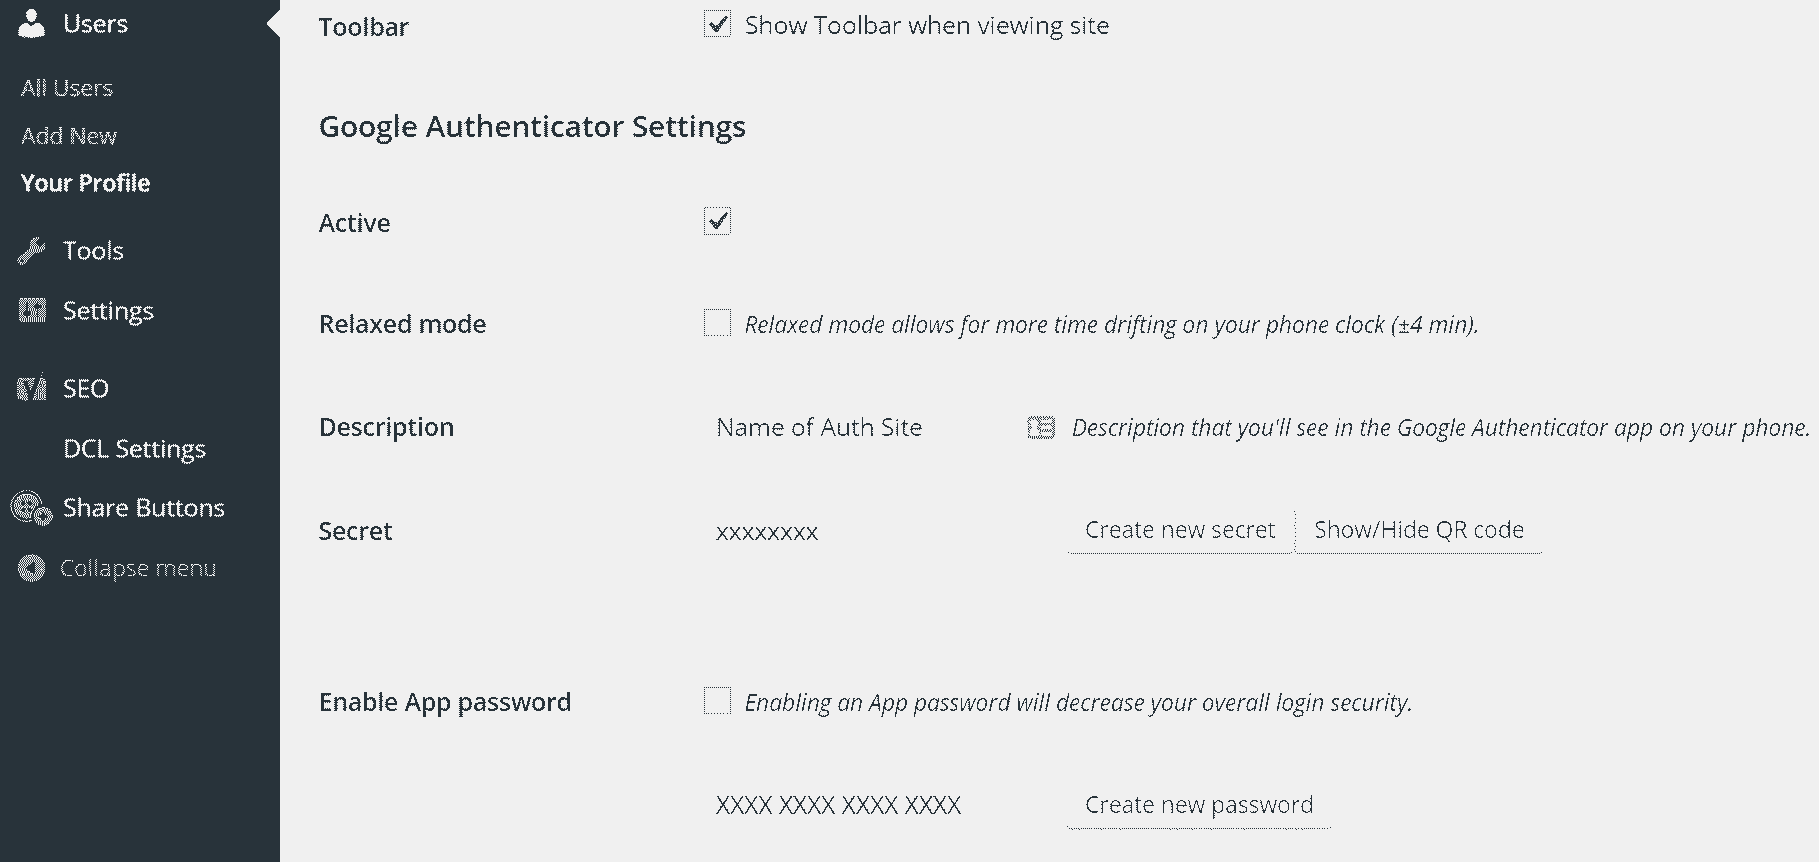 Users
All Users
Add New
Your Profile
Tools
Settings
SEO
DCL Settings
Share Buttons
Collapse menu
Toolbar Show Toolbar when viewing site
Google Authenticator Settings
Active
Relaxed mode Relaxed mode allows for more time drifting on your phone clock (±4 min).
Description Name of Auth Site Description that you'll see in the Google Authenticator app on your phone.
Secret xxxxxxxx Create new secret Show/Hide QR code
Enable App password Enabling an App password will decrease your overall login security.
XXXX XXXX XXXX XXXX Create new password